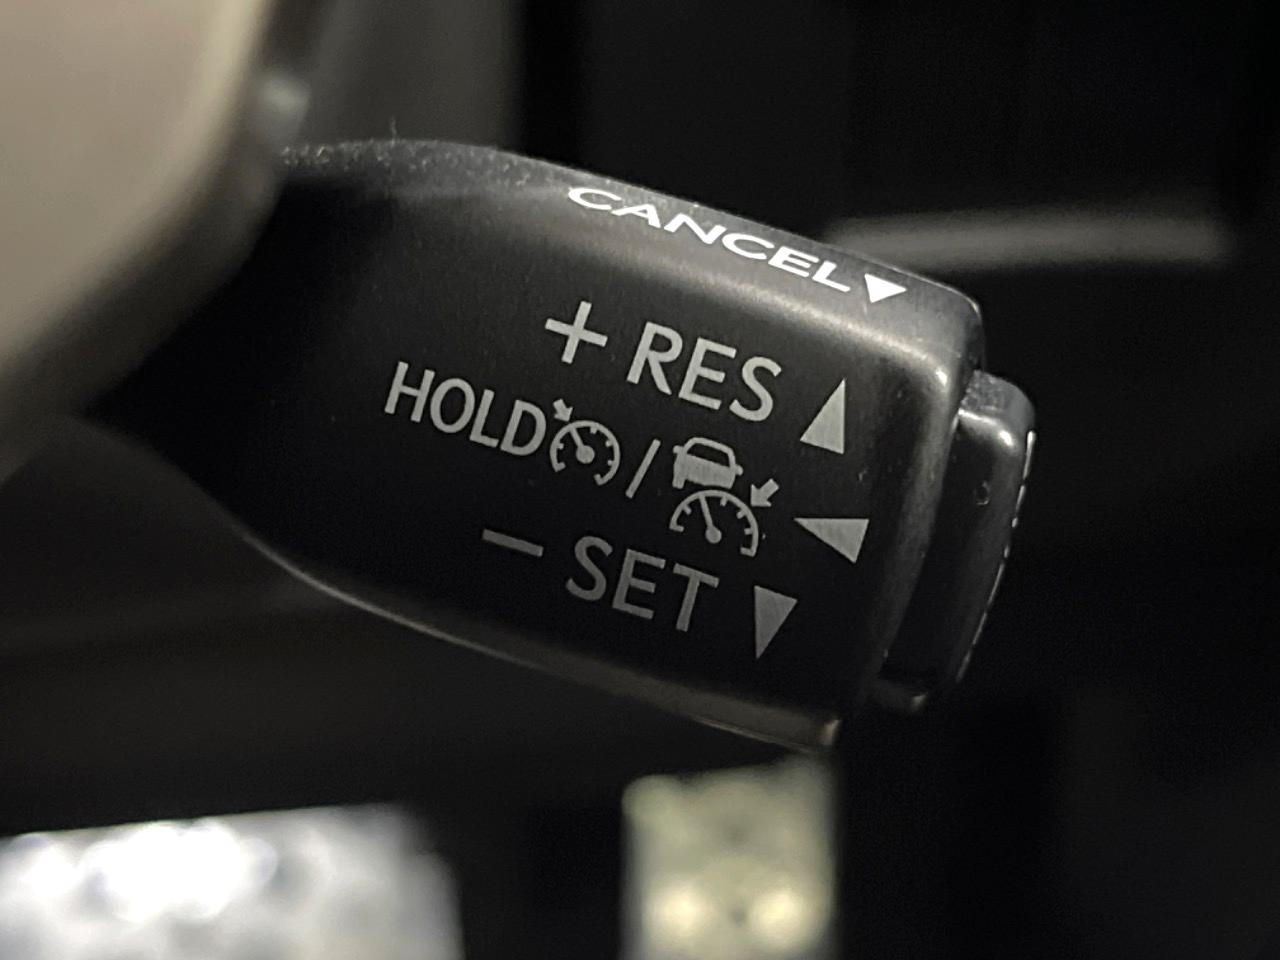 CANCEL▼
+ RES ▲
HOLD / ◀
− SET ▼